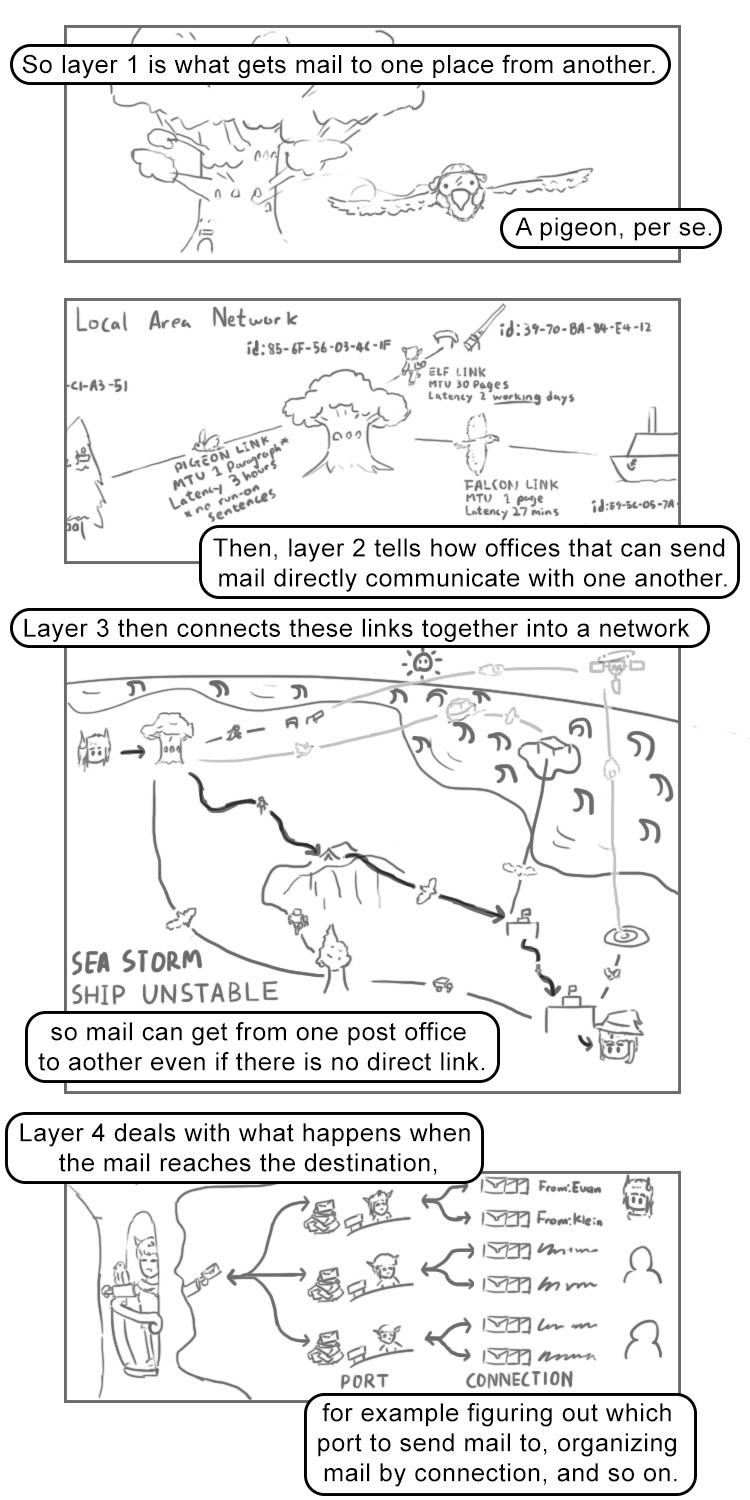 So layer 1 is what gets mail to one place from another.
A pigeon, per se.
Local Area Network
id:39-70-BA-84-E4-12
id:85-6F-56-03-4C-1F
ELF LINK
MTU 30 Pages
Latency 2 working days
-C1-A3-51
PIGEON LINK
MTU 1 Paragraph*
Latency 3 hours
*no run-on
sentences
FALCON LINK
MTU 1 page
Latency 27 mins
id:E9-5C-05-7A-
Then, layer 2 tells how offices that can send
mail directly communicate with one another.
Layer 3 then connects these links together into a network
SEA STORM
SHIP UNSTABLE
so mail can get from one post office
to aother even if there is no direct link.
Layer 4 deals with what happens when
the mail reaches the destination,
From:Evan
From:Klein
PORT
CONNECTION
for example figuring out which
port to send mail to, organizing
mail by connection, and so on.